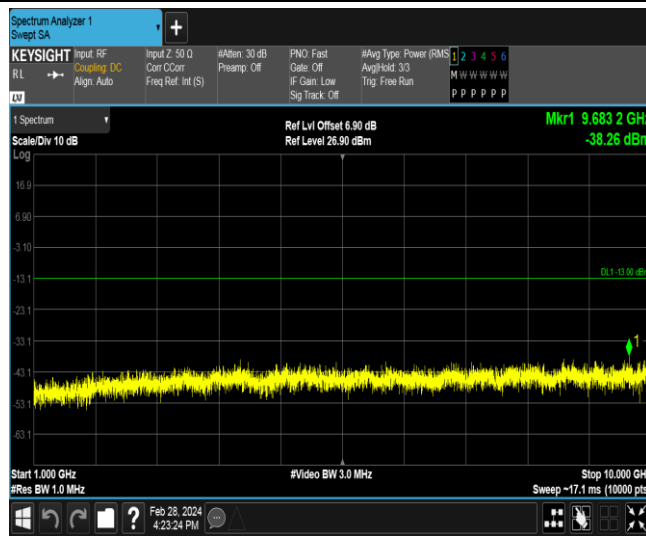 Spectrum Analyzer 1
Swept SA
+
KEYSIGHT
RL
LXI
Input: RF
Coupling: DC
Align: Auto
Input Z: 50 Ω
Corr CCorr
Freq Ref: Int (S)
#Atten: 30 dB
Preamp: Off
PNO: Fast
Gate: Off
IF Gain: Low
Sig Track: Off
#Avg Type: Power (RMS
Avg|Hold: 3/3
Trig: Free Run
1 2 3 4 5 6
M W W W W W
P P P P P P
1 Spectrum
Scale/Div 10 dB
Log
Ref Lvl Offset 6.90 dB
Ref Level 26.90 dBm
Mkr1 9.683 2 GHz
-38.26 dBm
16.9
6.90
-3.10
-13.1
DL1 -13.00 dBm
-23.1
-33.1
1
-43.1
-53.1
-63.1
Start 1.000 GHz
#Video BW 3.0 MHz
Stop 10.000 GHz
#Res BW 1.0 MHz
Sweep ~17.1 ms (10000 pts)
?
Feb 28, 2024
4:23:24 PM